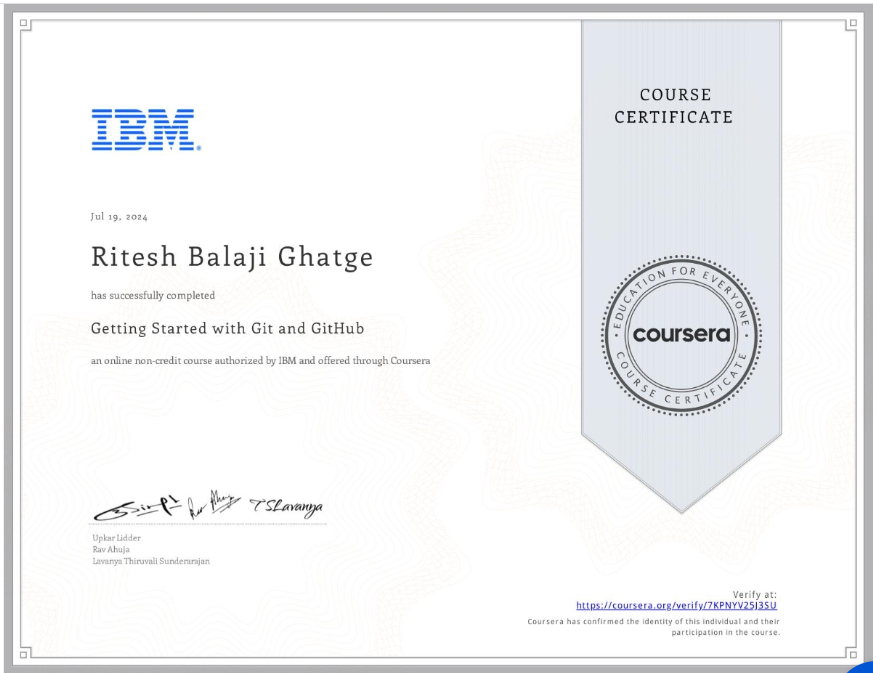 IBM®
COURSE
CERTIFICATE
Jul 19, 2024
Ritesh Balaji Ghatge
has successfully completed
Getting Started with Git and GitHub
an online non-credit course authorized by IBM and offered through Coursera
EDUCATION FOR EVERYONE
coursera
COURSE CERTIFICATE
TSLavanya
Upkar Lidder
Rav Ahuja
Lavanya Thiruvali Sunderarajan
Verify at:
https://coursera.org/verify/7KPNYV25J3SU
Coursera has confirmed the identity of this individual and their
participation in the course.